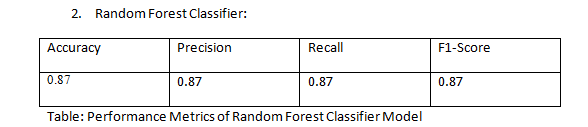 2. Random Forest Classifier:
Accuracy Precision Recall F1-Score
0.87 0.87 0.87 0.87
Table: Performance Metrics of Random Forest Classifier Model